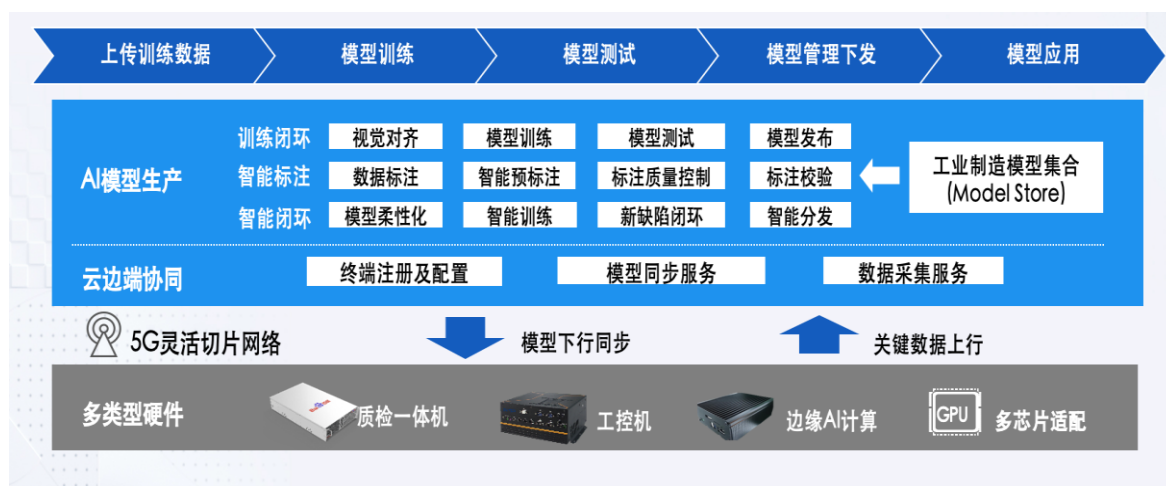 上传训练数据 模型训练 模型测试 模型管理下发 模型应用
训练闭环 视觉对齐 模型训练 模型测试 模型发布
AI模型生产 智能标注 数据标注 智能预标注 标注质量控制 标注校验
智能闭环 模型柔性化 智能训练 新缺陷闭环 智能分发
工业制造模型集合
(Model Store)
云边端协同 终端注册及配置 模型同步服务 数据采集服务
5G灵活切片网络 模型下行同步 关键数据上行
多类型硬件 质检一体机 工控机 边缘AI计算 GPU 多芯片适配